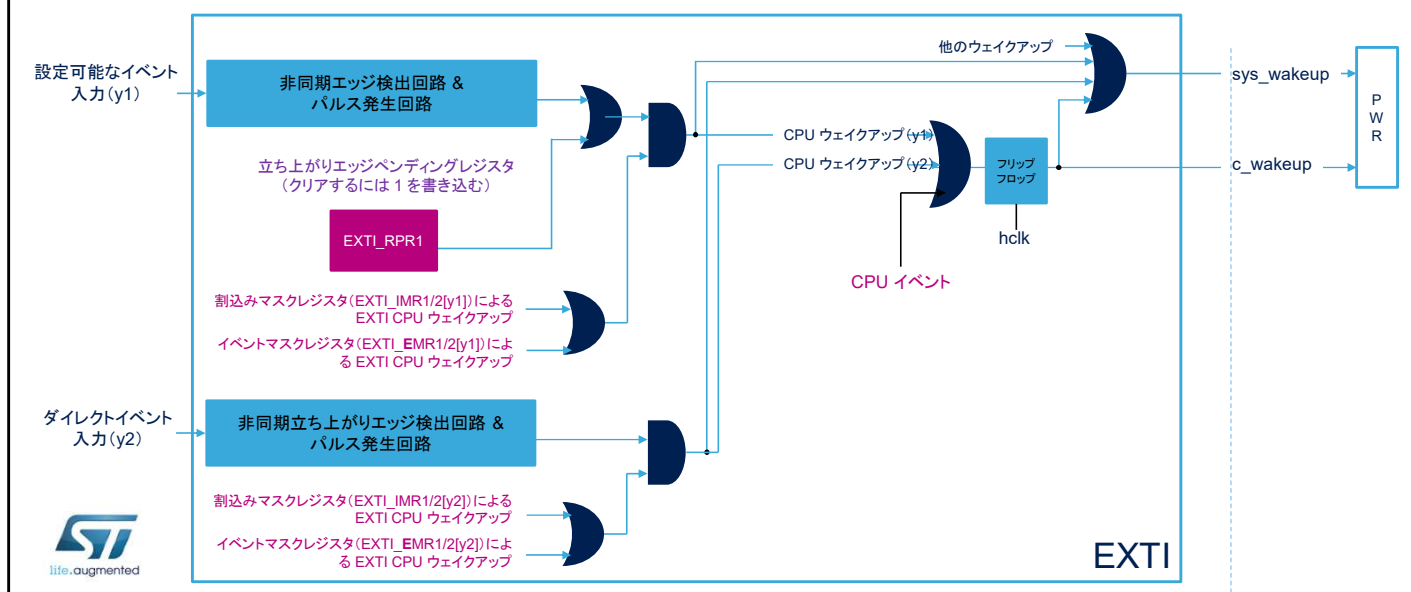 他のウェイクアップ
設定可能なイベント
入力(y1)
非同期エッジ検出回路 &
パルス発生回路
sys_wakeup
P
W
R
CPU ウェイクアップ(y1)
CPU ウェイクアップ(y2)
フリップ
フロップ
c_wakeup
立ち上がりエッジペンディングレジスタ
(クリアするには 1 を書き込む)
EXTI_RPR1
hclk
CPU イベント
割込みマスクレジスタ(EXTI_IMR1/2[y1])による
EXTI CPU ウェイクアップ
イベントマスクレジスタ(EXTI_EMR1/2[y1])によ
る EXTI CPU ウェイクアップ
ダイレクトイベント
入力(y2)
非同期立ち上がりエッジ検出回路 &
パルス発生回路
割込みマスクレジスタ(EXTI_IMR1/2[y2])による
EXTI CPU ウェイクアップ
イベントマスクレジスタ(EXTI_EMR1/2[y2])によ
る EXTI CPU ウェイクアップ
EXTI
ST
life.augmented